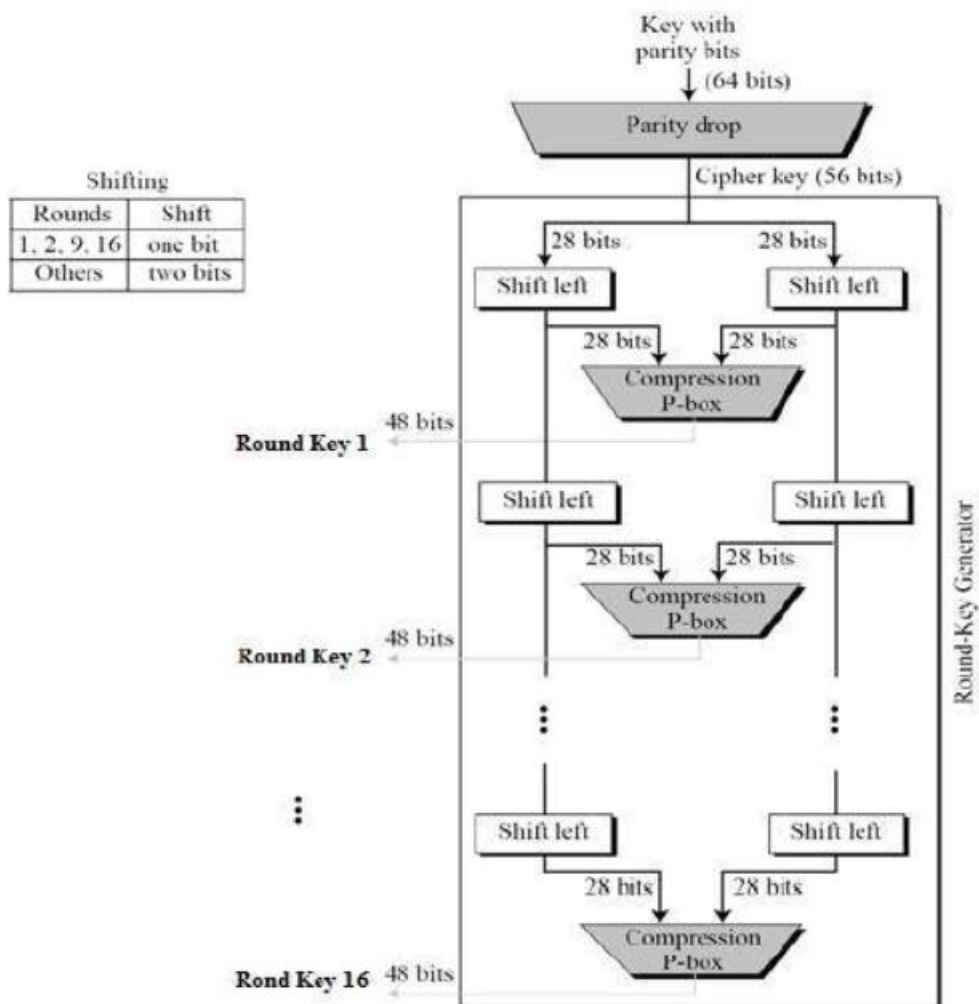 Key with
parity bits
(64 bits)
Parity drop
Cipher key (56 bits)
Shifting
Rounds Shift
1, 2, 9, 16 one bit
Others two bits
28 bits 28 bits
Shift left Shift left
28 bits 28 bits
Compression
P-box
48 bits
Round Key 1
Shift left Shift left
28 bits 28 bits
Compression
P-box
48 bits
Round Key 2
Round-Key Generator
Shift left Shift left
28 bits 28 bits
Compression
P-box
48 bits
Rond Key 16